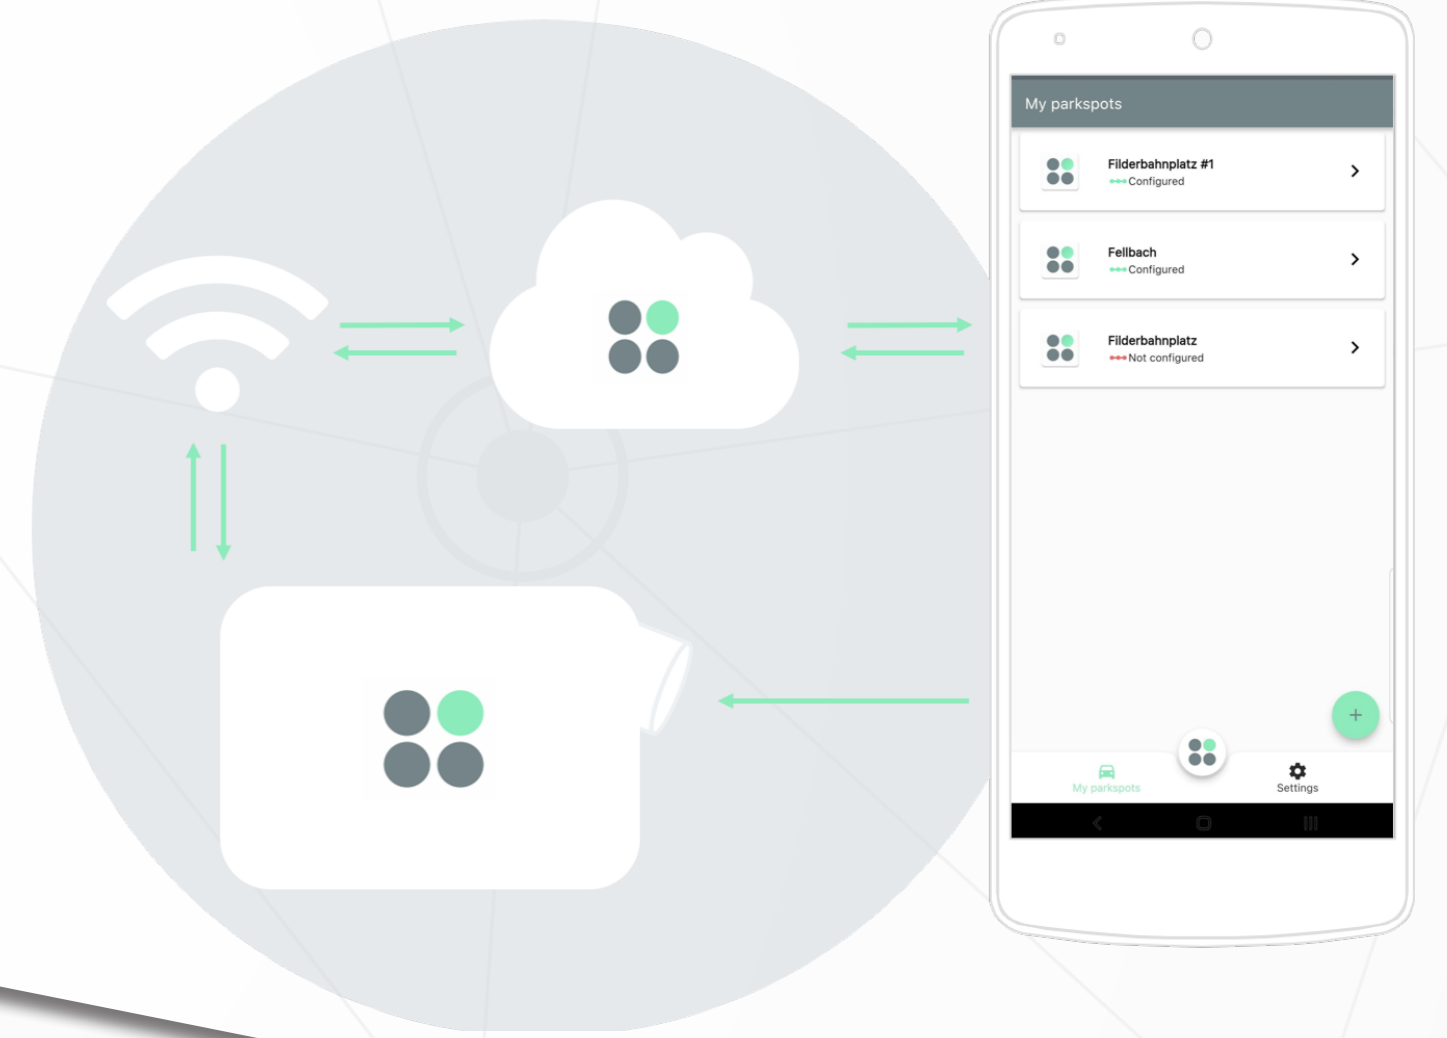 My parkspots
Filderbahnplatz #1
Configured
Fellbach
Configured
Filderbahnplatz
Not configured
+
My parkspots
Settings